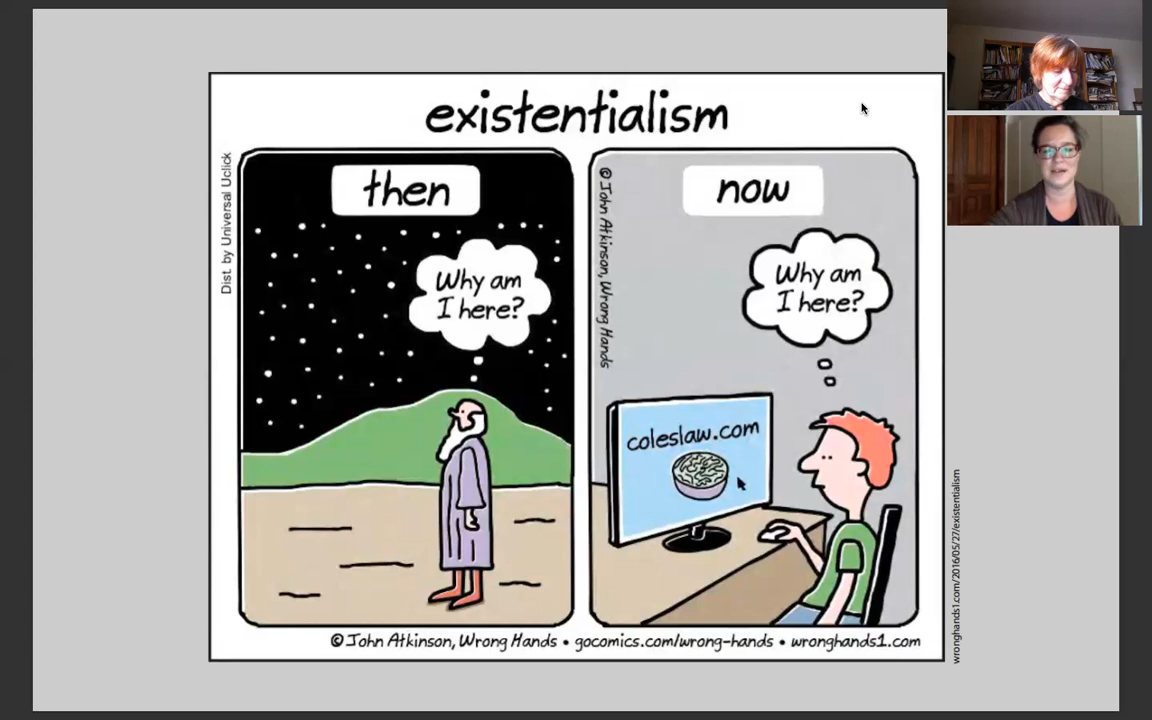 existentialism
then
Dist. by Universal Uclick
Why am
I here?
now
© John Atkinson, Wrong Hands
Why am
I here?
coleslaw.com
© John Atkinson, Wrong Hands • gocomics.com/wrong-hands • wronghands1.com
wronghands1.com/2016/05/27/existentialism